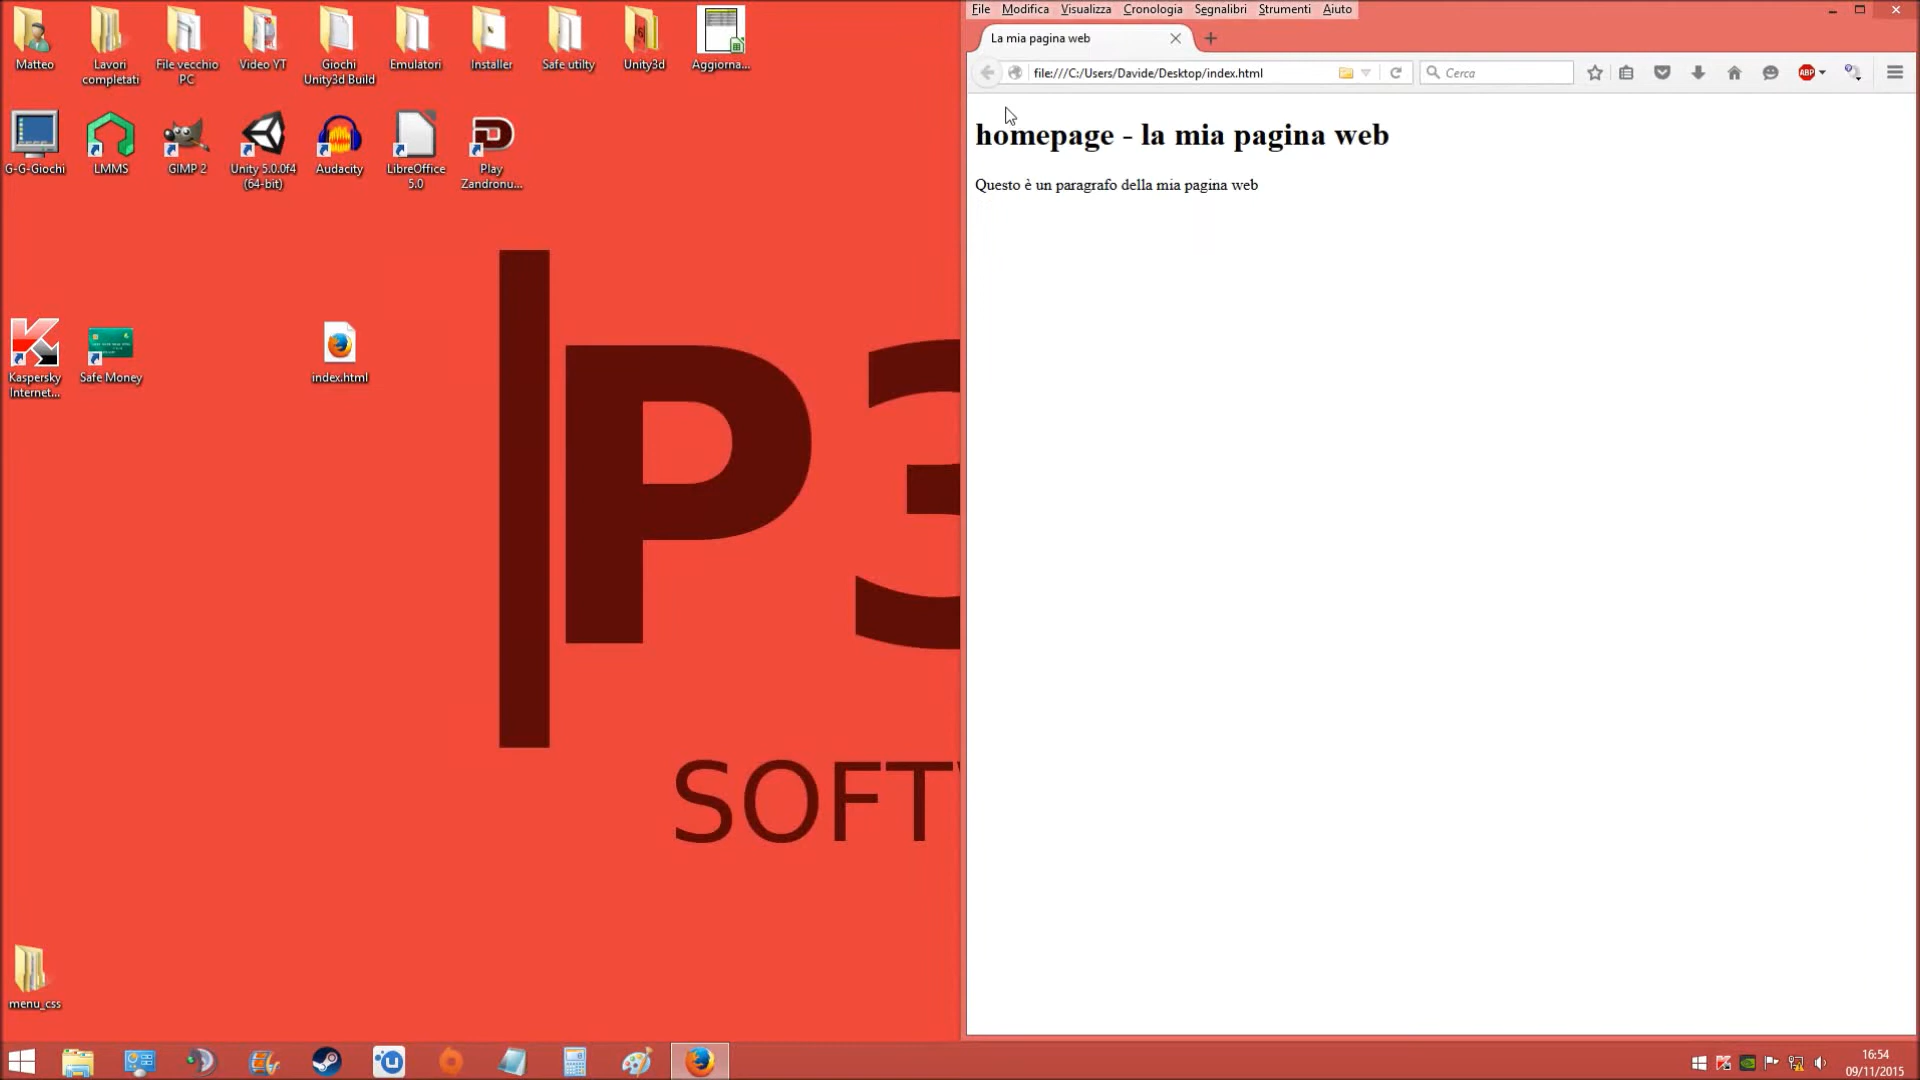 Matteo
Lavori
completati
File vecchio
PC
Video YT
Giochi
Unity3d Build
Emulatori
Installer
Safe utilty
Unity3d
Aggiorna...
G-G-Giochi
LMMS
GIMP 2
Unity 5.0.0f4
(64-bit)
Audacity
LibreOffice
5.0
Play
Zandronu...
Kaspersky
Internet...
Safe Money
index.html
P3
SOFT
menu_css
File Modifica Visualizza Cronologia Segnalibri Strumenti Aiuto
La mia pagina web
file:///C:/Users/Davide/Desktop/index.html
Cerca
ABP
homepage - la mia pagina web
Questo è un paragrafo della mia pagina web
16:54
09/11/2015